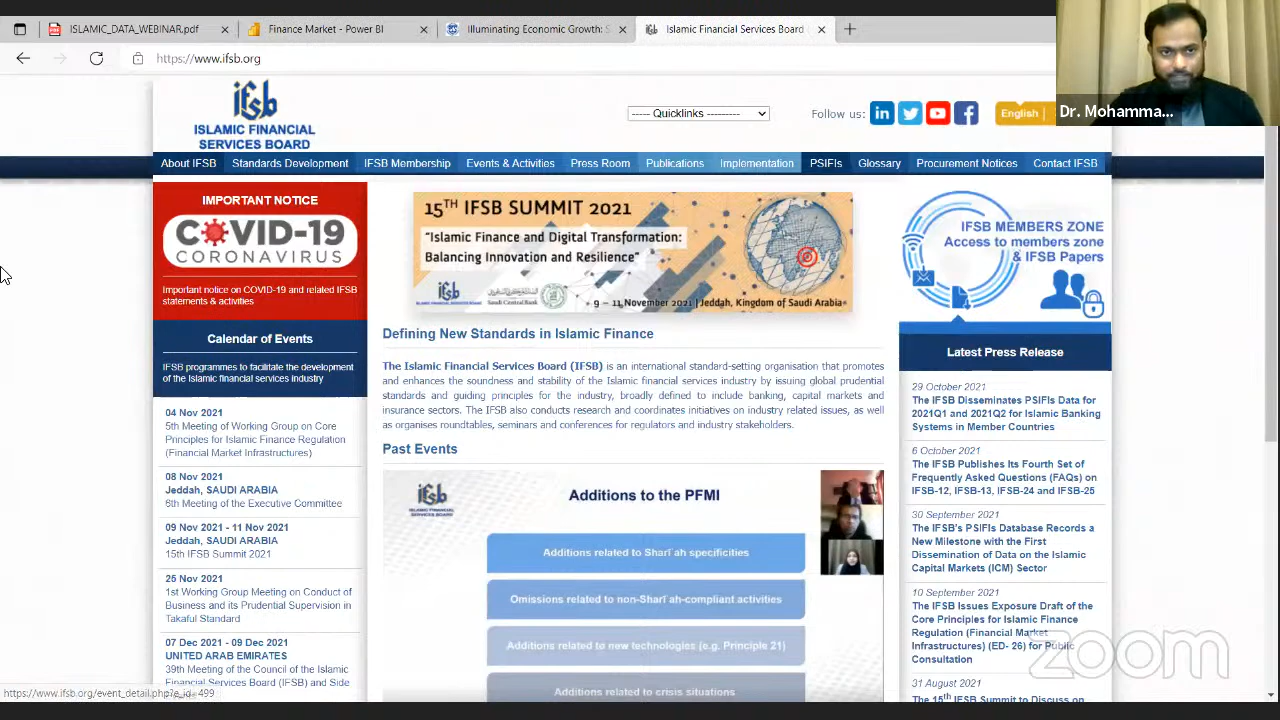 ISLAMIC_DATA_WEBINAR.pdf
Finance Market - Power BI
Illuminating Economic Growth: S
Islamic Financial Services Board
https://www.ifsb.org
Dr. Mohamma...
ifsb
ISLAMIC FINANCIAL
SERVICES BOARD
----- Quicklinks ---------
Follow us:
English |
About IFSB
Standards Development
IFSB Membership
Events & Activities
Press Room
Publications
Implementation
PSIFIs
Glossary
Procurement Notices
Contact IFSB
IMPORTANT NOTICE
COVID-19
CORONAVIRUS
Important notice on COVID-19 and related IFSB
statements & activities
Calendar of Events
IFSB programmes to facilitate the development
of the Islamic financial services industry
04 Nov 2021
5th Meeting of Working Group on Core
Principles for Islamic Finance Regulation
(Financial Market Infrastructures)
08 Nov 2021
Jeddah, SAUDI ARABIA
6th Meeting of the Executive Committee
09 Nov 2021 - 11 Nov 2021
Jeddah, SAUDI ARABIA
15th IFSB Summit 2021
25 Nov 2021
1st Working Group Meeting on Conduct of
Business and its Prudential Supervision in
Takaful Standard
07 Dec 2021 - 09 Dec 2021
UNITED ARAB EMIRATES
39th Meeting of the Council of the Islamic
Financial Services Board (IFSB) and Side
https://www.ifsb.org/event_detail.php?e_id=499
15TH IFSB SUMMIT 2021
"Islamic Finance and Digital Transformation:
Balancing Innovation and Resilience"
ifsb
Saudi Central Bank
9 - 11 November 2021 | Jeddah, Kingdom of Saudi Arabia
Defining New Standards in Islamic Finance
The Islamic Financial Services Board (IFSB) is an international standard-setting organisation that promotes
and enhances the soundness and stability of the Islamic financial services industry by issuing global prudential
standards and guiding principles for the industry, broadly defined to include banking, capital markets and
insurance sectors. The IFSB also conducts research and coordinates initiatives on industry related issues, as well
as organises roundtables, seminars and conferences for regulators and industry stakeholders.
Past Events
ifsb
ISLAMIC FINANCIAL
SERVICES BOARD
Additions to the PFMI
Additions related to Sharī`ah specificities
Omissions related to non-Sharī`ah-compliant activities
Additions related to new technologies (e.g. Principle 21)
Additions related to crisis situations
IFSB MEMBERS ZONE
Access to members zone
& IFSB Papers
Latest Press Release
29 October 2021
The IFSB Disseminates PSIFIs Data for
2021Q1 and 2021Q2 for Islamic Banking
Systems in Member Countries
6 October 2021
The IFSB Publishes Its Fourth Set of
Frequently Asked Questions (FAQs) on
IFSB-12, IFSB-13, IFSB-24 and IFSB-25
30 September 2021
The IFSB's PSIFIs Database Records a
New Milestone with the First
Dissemination of Data on the Islamic
Capital Markets (ICM) Sector
10 September 2021
The IFSB Issues Exposure Draft of the
Core Principles for Islamic Finance
Regulation (Financial Market
Infrastructures) (ED- 26) for Public
Consultation
31 August 2021
The 15th IFSB Summit to Discuss on
zoom